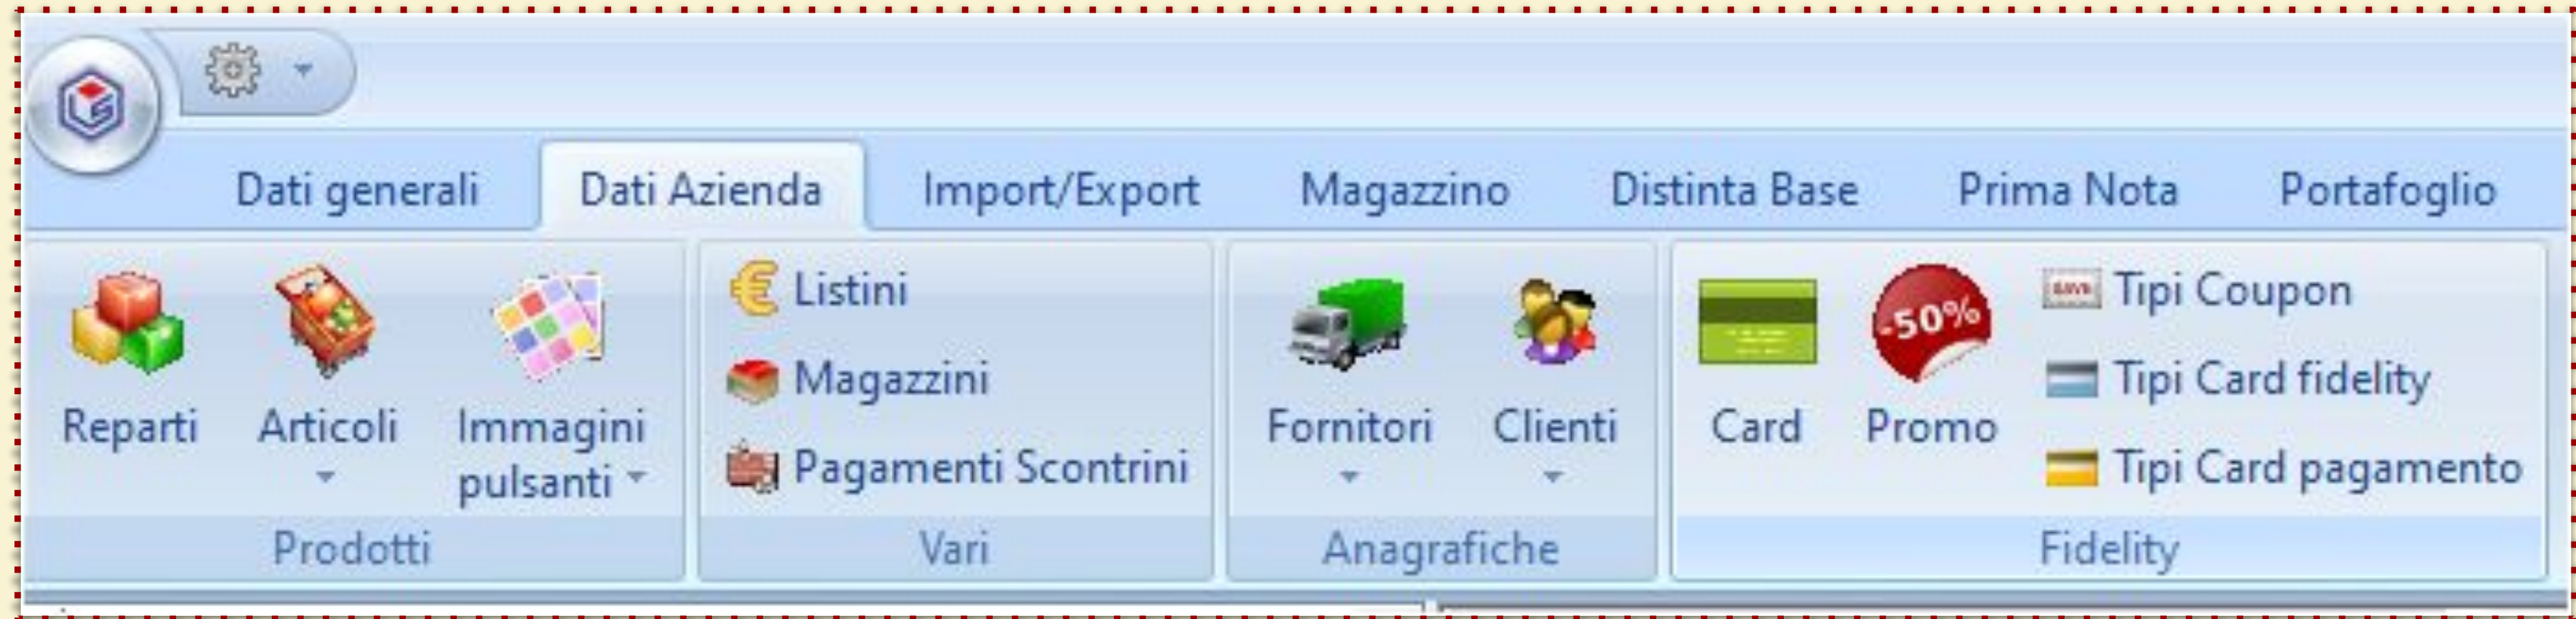 Dati generali
Dati Azienda
Import/Export
Magazzino
Distinta Base
Prima Nota
Portafoglio
Reparti
Articoli
Immagini
pulsanti
Prodotti
Listini
Magazzini
Pagamenti Scontrini
Vari
Fornitori
Clienti
Anagrafiche
Card
-50%
Promo
Tipi Coupon
Tipi Card fidelity
Tipi Card pagamento
Fidelity